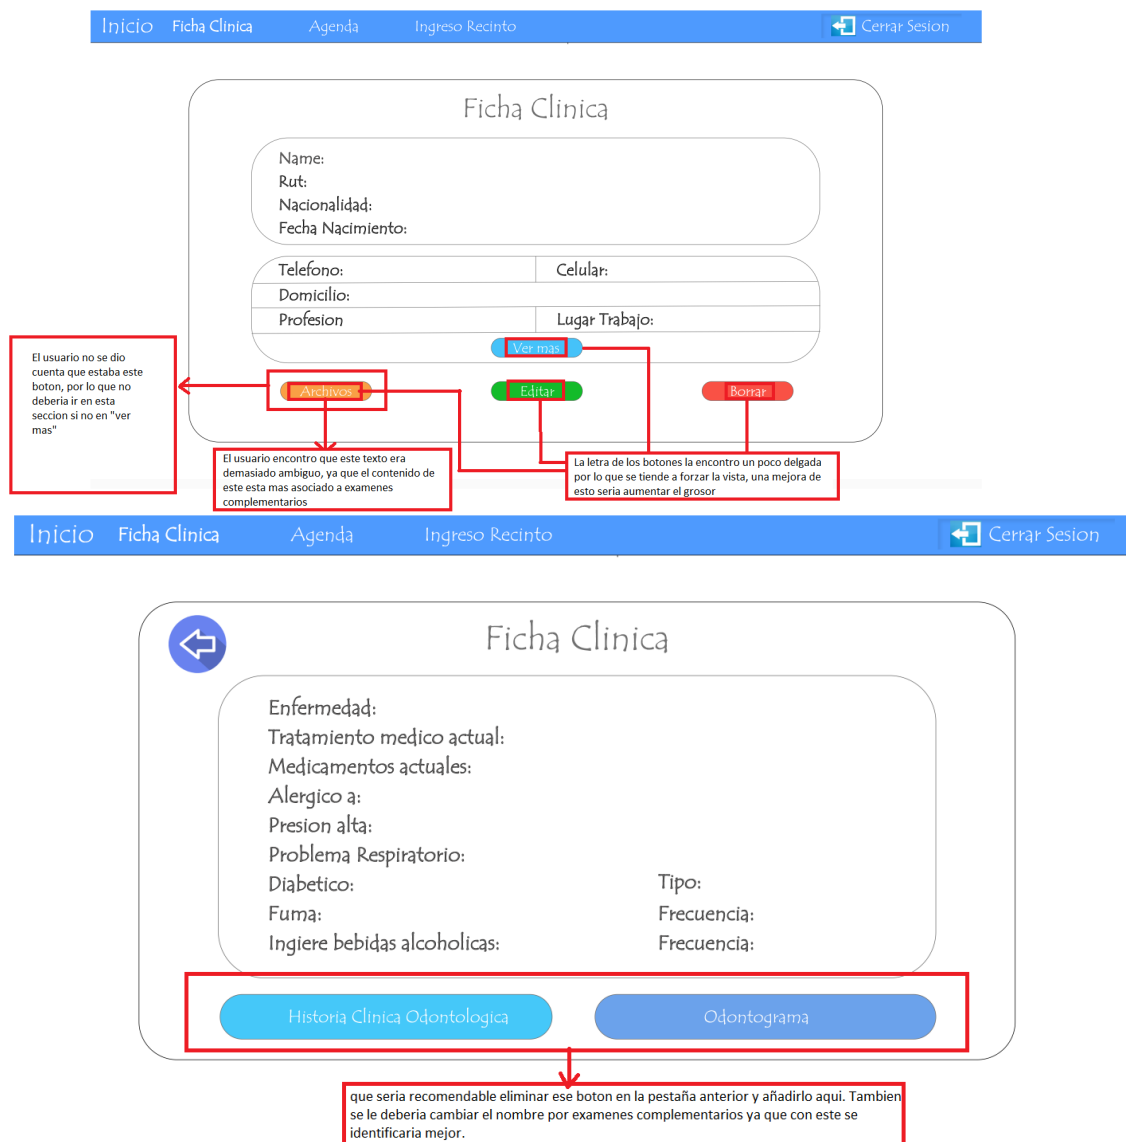 Inicio Ficha Clinica Agenda Ingreso Recinto Cerrar Sesion
Ficha Clinica
Name:
Rut:
Nacionalidad:
Fecha Nacimiento:
Telefono: Celular:
Domicilio:
Profesion Lugar Trabajo:
Ver mas
Archivos Editar Borrar
El usuario no se dio
cuenta que estaba este
boton, por lo que no
deberia ir en esta
seccion si no en "ver
mas"
El usuario encontro que este texto era
demasiado ambiguo, ya que el contenido de
este esta mas asociado a examenes
complementarios
La letra de los botones la encontro un poco delgada
por lo que se tiende a forzar la vista, una mejora de
esto seria aumentar el grosor
Inicio Ficha Clinica Agenda Ingreso Recinto Cerrar Sesion
Ficha Clinica
Enfermedad:
Tratamiento medico actual:
Medicamentos actuales:
Alergico a:
Presion alta:
Problema Respiratorio:
Diabetico: Tipo:
Fuma: Frecuencia:
Ingiere bebidas alcoholicas: Frecuencia:
Historia Clinica Odontologica Odontograma
que seria recomendable eliminar ese boton en la pestaña anterior y añadirlo aqui. Tambien
se le deberia cambiar el nombre por examenes complementarios ya que con este se
identificaria mejor.